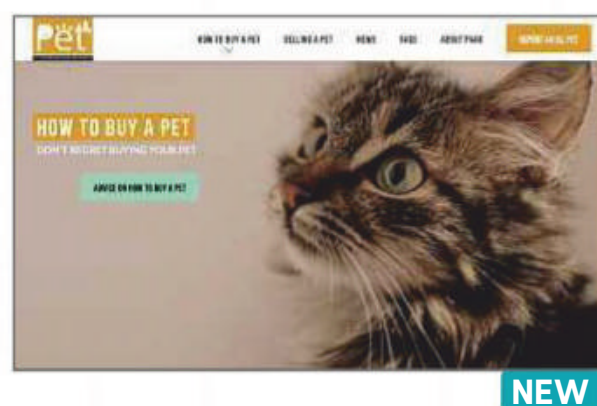 Pet
HOW TO BUY A PET SELLING A PET NEWS FAQS ABOUT PAAG REPORT AN ILL PET
HOW TO BUY A PET
DON'T REGRET BUYING YOUR PET
ADVICE ON HOW TO BUY A PET
NEW